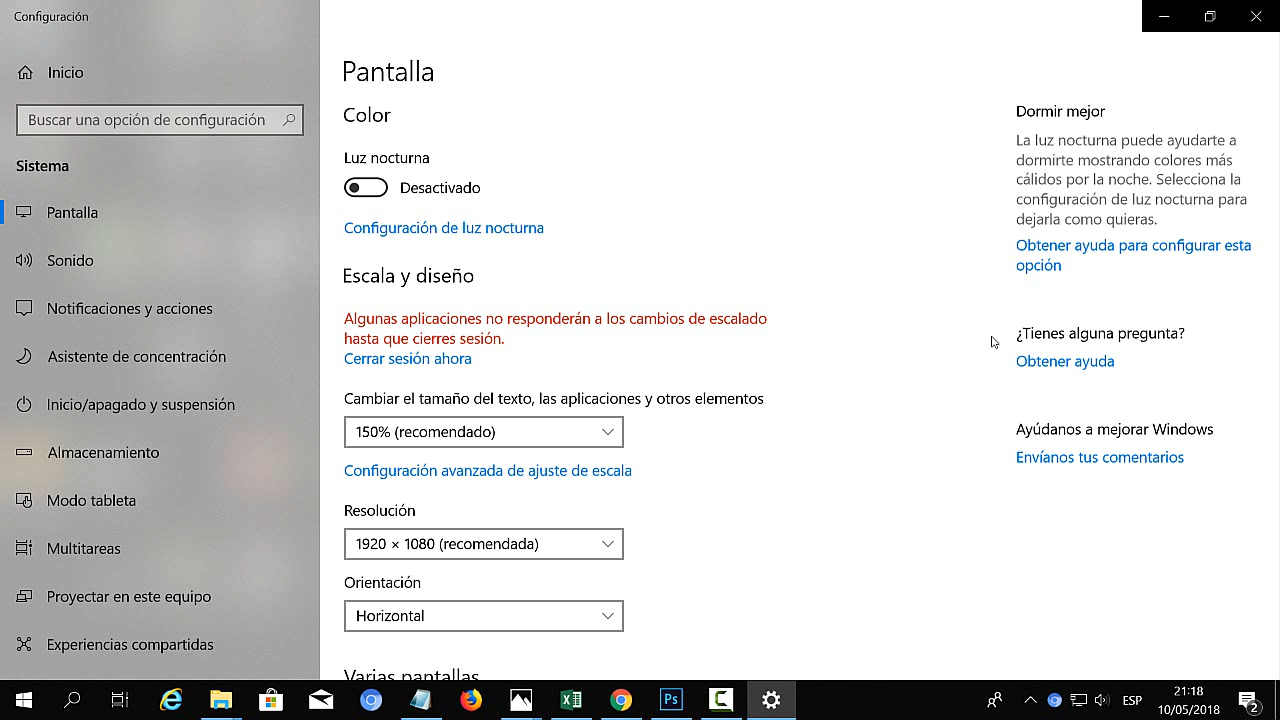 Configuración
Inicio
Buscar una opción de configuración
Sistema
Pantalla
Sonido
Notificaciones y acciones
Asistente de concentración
Inicio/apagado y suspensión
Almacenamiento
Modo tableta
Multitareas
Proyectar en este equipo
Experiencias compartidas
Pantalla
Color
Luz nocturna
Desactivado
Configuración de luz nocturna
Escala y diseño
Algunas aplicaciones no responderán a los cambios de escalado
hasta que cierres sesión.
Cerrar sesión ahora
Cambiar el tamaño del texto, las aplicaciones y otros elementos
150% (recomendado)
Configuración avanzada de ajuste de escala
Resolución
1920 × 1080 (recomendada)
Orientación
Horizontal
Varias pantallas
Dormir mejor
La luz nocturna puede ayudarte a
dormirte mostrando colores más
cálidos por la noche. Selecciona la
configuración de luz nocturna para
dejarla como quieras.
Obtener ayuda para configurar esta
opción
¿Tienes alguna pregunta?
Obtener ayuda
Ayúdanos a mejorar Windows
Envíanos tus comentarios
Ps
ESP
21:18
10/05/2018
2